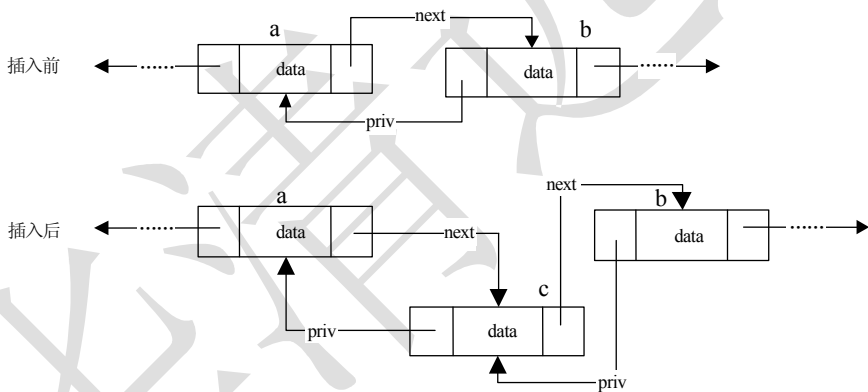 a
next
b
插入前
data
data
priv
a
next
b
插入后
data
next
data
c
priv
data
priv